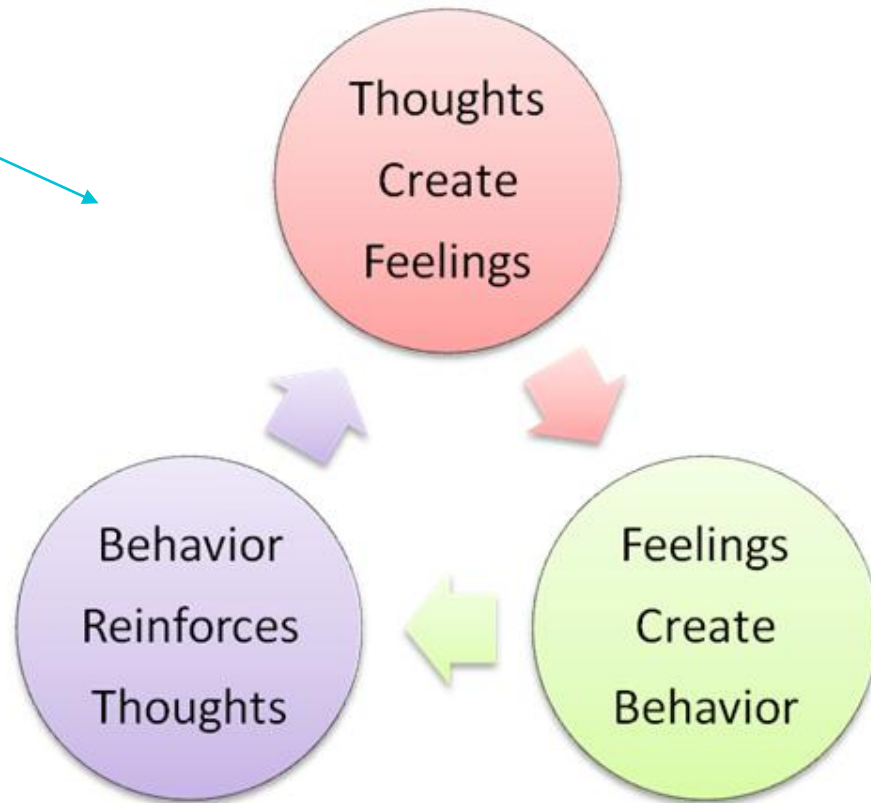 Thoughts
Create
Feelings
Feelings
Create
Behavior
Behavior
Reinforces
Thoughts